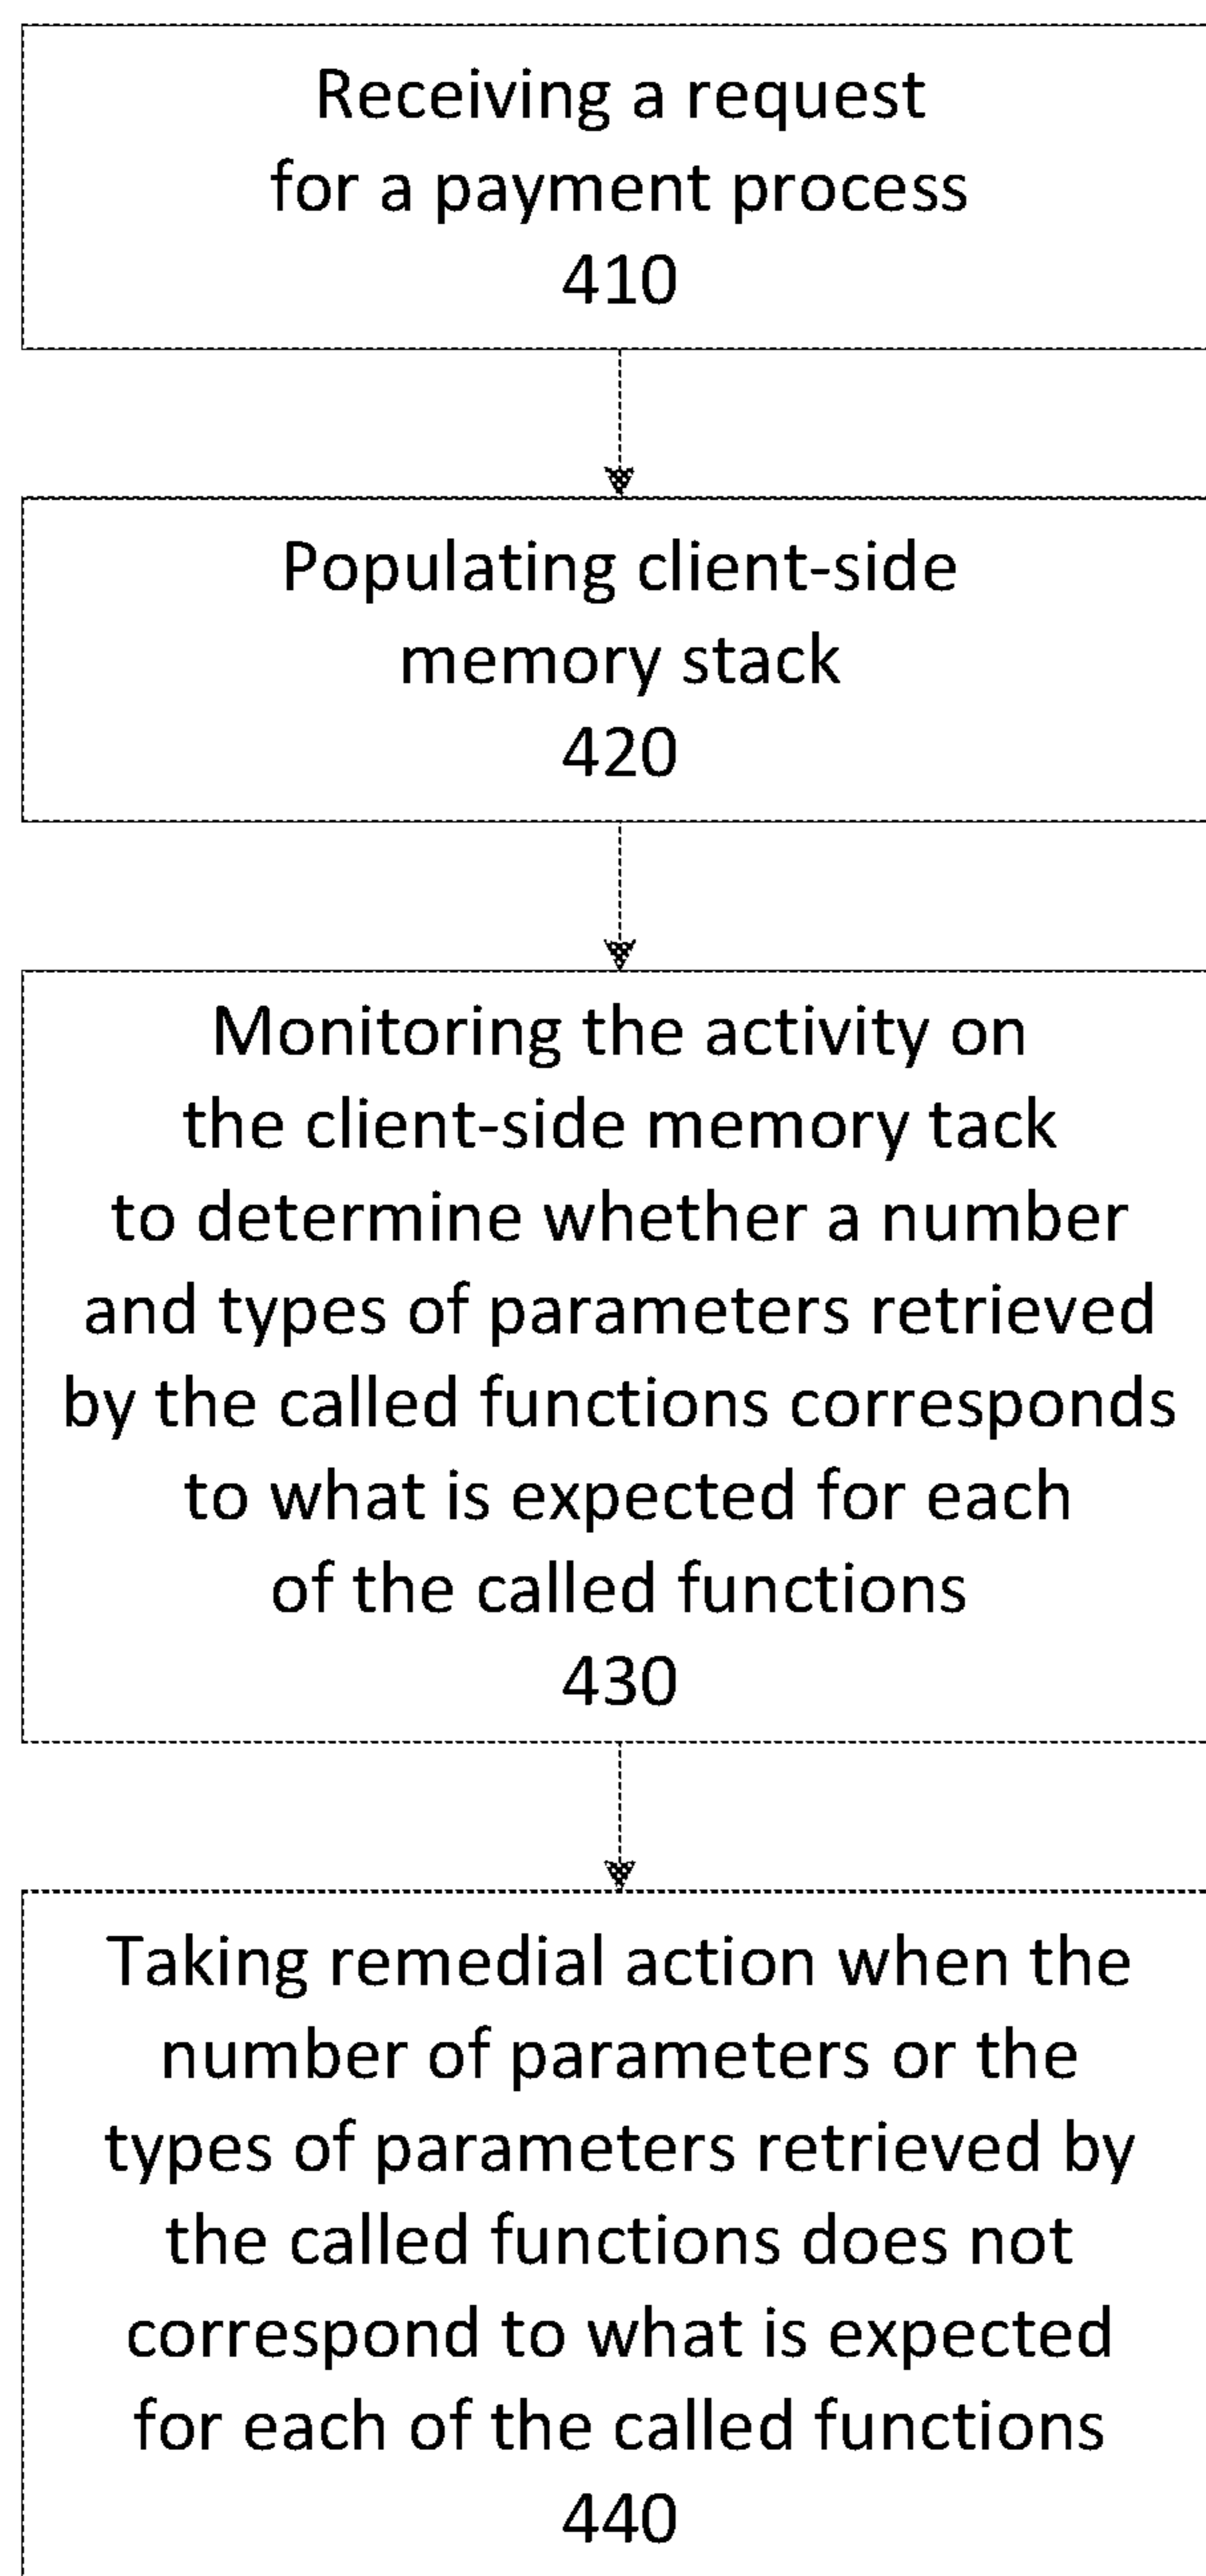 Receiving a request
for a payment process
410
Populating client-side
memory stack
420
Monitoring the activity on
the client-side memory tack
to determine whether a number
and types of parameters retrieved
by the called functions corresponds
to what is expected for each
of the called functions
430
Taking remedial action when the
number of parameters or the
types of parameters retrieved by
the called functions does not
correspond to what is expected
for each of the called functions
440